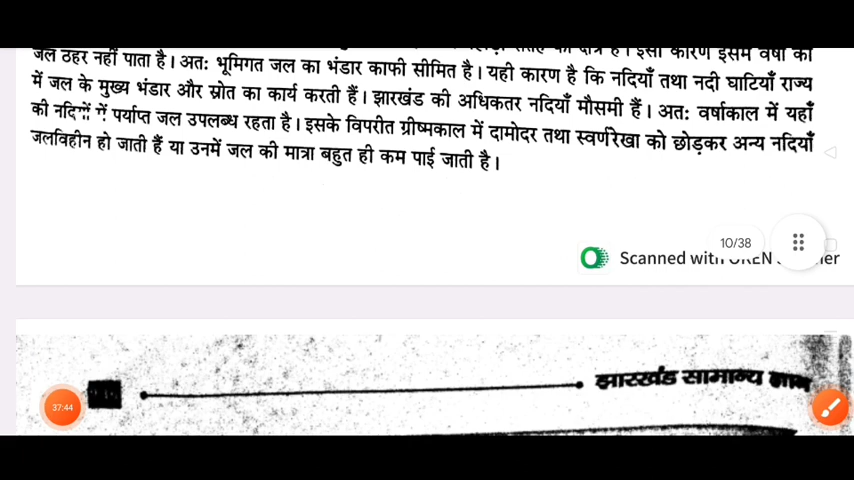 जल ठहर नहीं पाता है। अतः भूमिगत जल का भंडार काफी सीमित है। यही कारण है कि नदियाँ तथा नदी घाटियाँ राज्य
में जल के मुख्य भंडार और स्रोत का कार्य करती हैं। झारखंड की अधिकतर नदियाँ मौसमी हैं। अतः वर्षाकाल में यहाँ
की नदियों में पर्याप्त जल उपलब्ध रहता है। इसके विपरीत ग्रीष्मकाल में दामोदर तथा स्वर्णरेखा को छोड़कर अन्य नदियाँ
जलविहीन हो जाती हैं या उनमें जल की मात्रा बहुत ही कम पाई जाती है।
10/38
Scanned with
झारखंड सामान्य ज्ञान
37:44